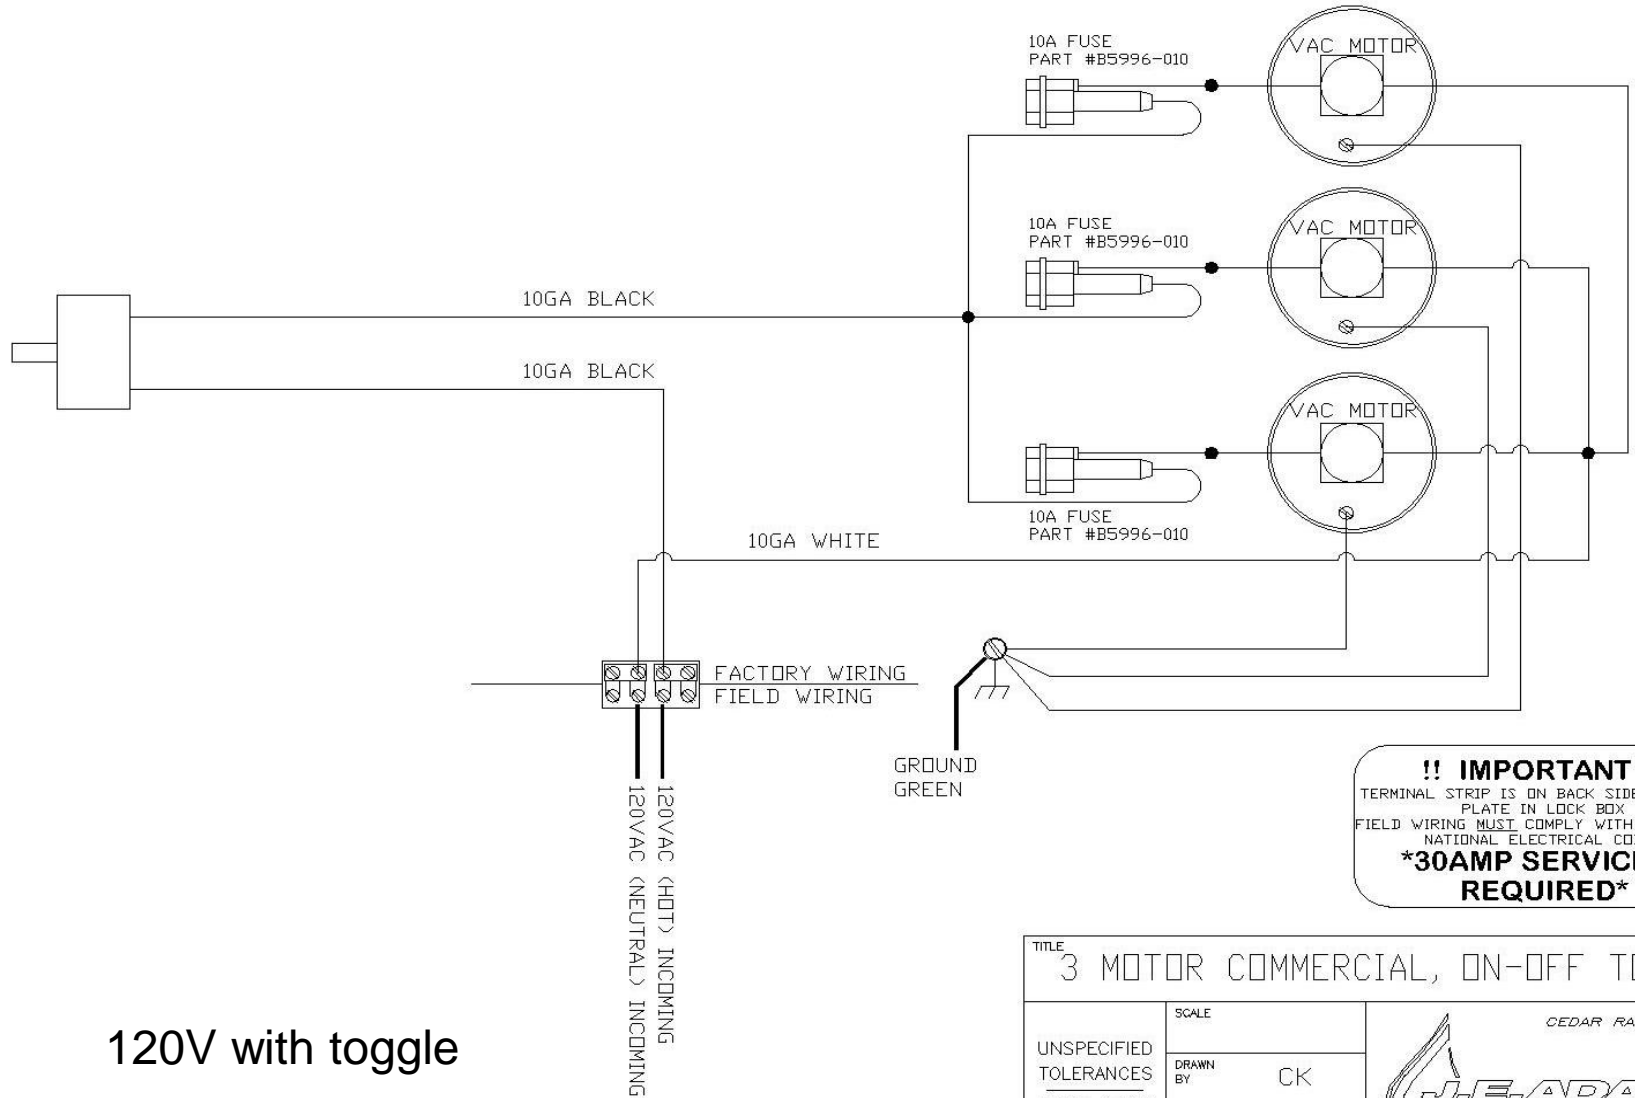 10A FUSE
PART #B5996-010
VAC MOTOR
10A FUSE
PART #B5996-010
VAC MOTOR
10GA BLACK
10GA BLACK
VAC MOTOR
10A FUSE
PART #B5996-010
10GA WHITE
FACTORY WIRING
FIELD WIRING
GROUND
GREEN
120VAC (HOT) INCOMING
120VAC (NEUTRAL) INCOMING
!! IMPORTANT
TERMINAL STRIP IS ON BACK SIDE
PLATE IN LOCK BOX
FIELD WIRING MUST COMPLY WITH
NATIONAL ELECTRICAL
*30AMP SERVICE
REQUIRED*
TITLE
3 MOTOR COMMERCIAL, ON-OFF
SCALE
CEDAR
UNSPECIFIED
TOLERANCES
DRAWN
BY
CK
120V with toggle